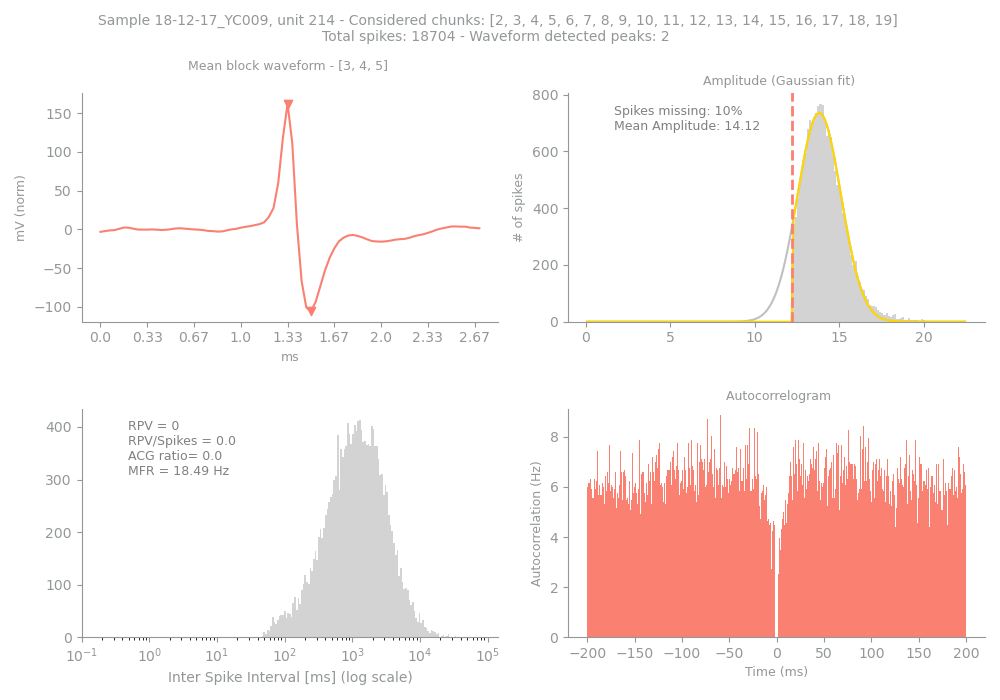 Sample 18-12-17_YC009, unit 214 - Considered chunks: [2, 3, 4, 5, 6, 7, 8, 9, 10, 11, 12, 13, 14, 15, 16, 17, 18, 19]
Total spikes: 18704 - Waveform detected peaks: 2
Mean block waveform - [3, 4, 5]
mV (norm)
150
100
50
0
−50
−100
0.0 0.33 0.67 1.0 1.33 1.67 2.0 2.33 2.67
ms
Amplitude (Gaussian fit)
Spikes missing: 10%
Mean Amplitude: 14.12
# of spikes
800
600
400
200
0
0 5 10 15 20
RPV = 0
RPV/Spikes = 0.0
ACG ratio= 0.0
MFR = 18.49 Hz
400
300
200
100
0
10⁻¹ 10⁰ 10¹ 10² 10³ 10⁴ 10⁵
Inter Spike Interval [ms] (log scale)
Autocorrelogram
Autocorrelation (Hz)
8
6
4
2
0
−200 −150 −100 −50 0 50 100 150 200
Time (ms)